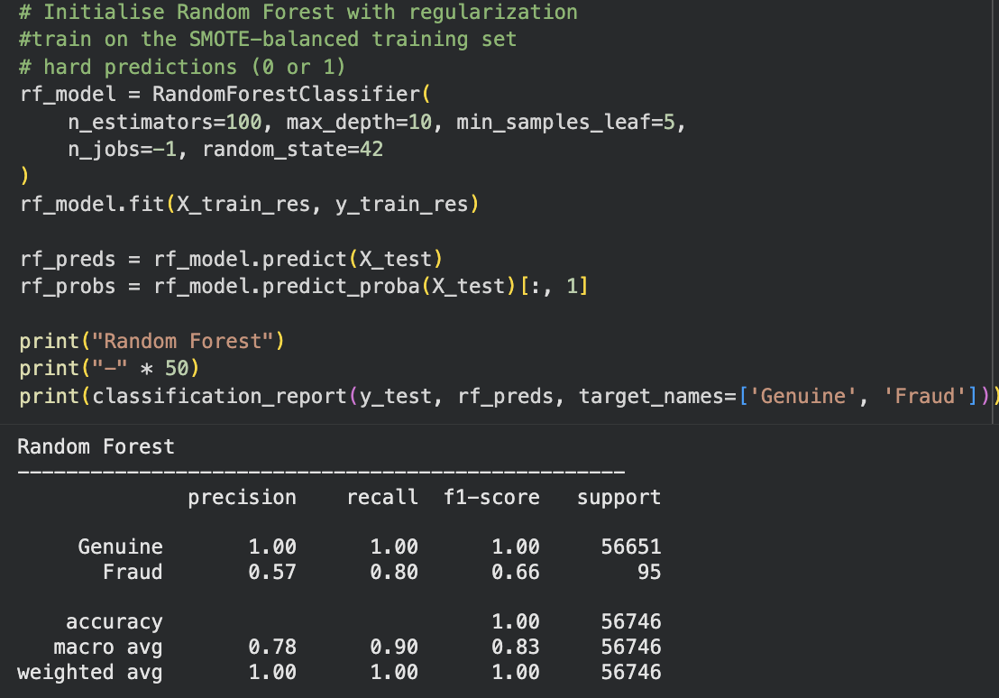 # Initialise Random Forest with regularization
#train on the SMOTE-balanced training set
# hard predictions (0 or 1)
rf_model = RandomForestClassifier(
    n_estimators=100, max_depth=10, min_samples_leaf=5,
    n_jobs=-1, random_state=42
)
rf_model.fit(X_train_res, y_train_res)

rf_preds = rf_model.predict(X_test)
rf_probs = rf_model.predict_proba(X_test)[:, 1]

print("Random Forest")
print("-" * 50)
print(classification_report(y_test, rf_preds, target_names=['Genuine', 'Fraud']))
Random Forest
--------------------------------------------------
              precision    recall  f1-score   support

     Genuine       1.00      1.00      1.00     56651
       Fraud       0.57      0.80      0.66        95

    accuracy                           1.00     56746
   macro avg       0.78      0.90      0.83     56746
weighted avg       1.00      1.00      1.00     56746